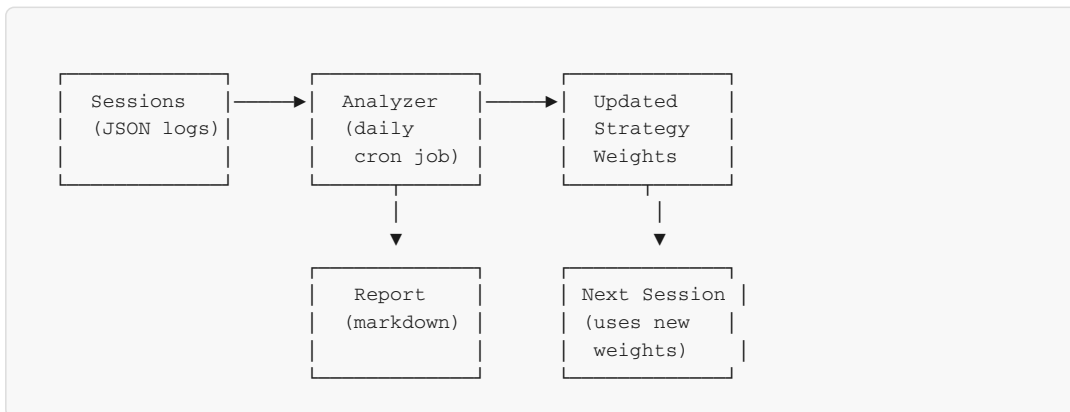 Sessions
(JSON logs)
Analyzer
(daily
cron job)
Updated
Strategy
Weights
Report
(markdown)
Next Session
(uses new
weights)